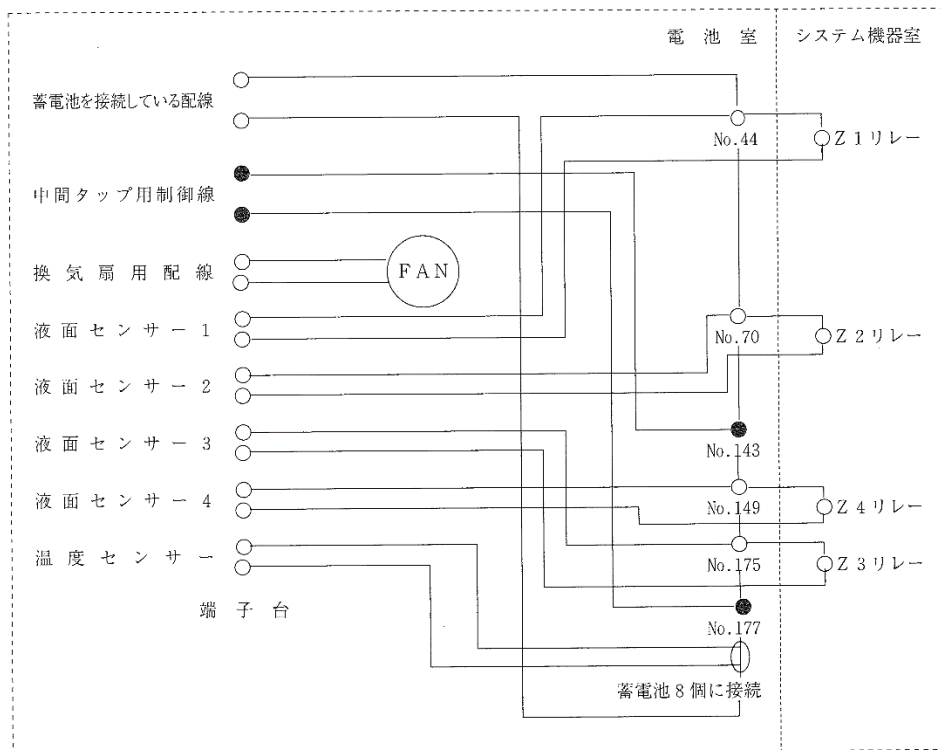 電池室
システム機器室
蓄電池を接続している配線
No.44
Z1リレー
中間タップ用制御線
換気扇用配線
FAN
液面センサー1
No.70
Z2リレー
液面センサー2
液面センサー3
No.143
液面センサー4
No.149
Z4リレー
温度センサー
No.175
Z3リレー
端子台
No.177
蓄電池8個に接続